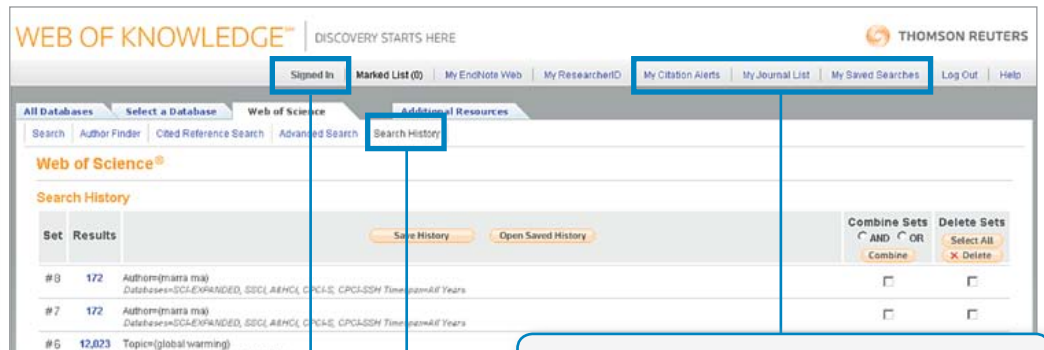 WEB OF KNOWLEDGE℠ DISCOVERY STARTS HERE THOMSON REUTERS
Signed In Marked List (0) My EndNote Web My ResearcherID My Citation Alerts My Journal List My Saved Searches Log Out Help
All Databases Select a Database Web of Science Additional Resources
Search Author Finder Cited Reference Search Advanced Search Search History
Web of Science®
Search History
Set Results Save History Open Saved History Combine Sets Delete Sets
AND OR Select All
Combine X Delete
#8 172 Author=(marra ma)
Databases=SCI-EXPANDED, SSCI, A&HCI, CPCI-S, CPCI-SSH Timespan=All Years
#7 172 Author=(marra ma)
Databases=SCI-EXPANDED, SSCI, A&HCI, CPCI-S, CPCI-SSH Timespan=All Years
#6 12,023 Topic=(global warming)